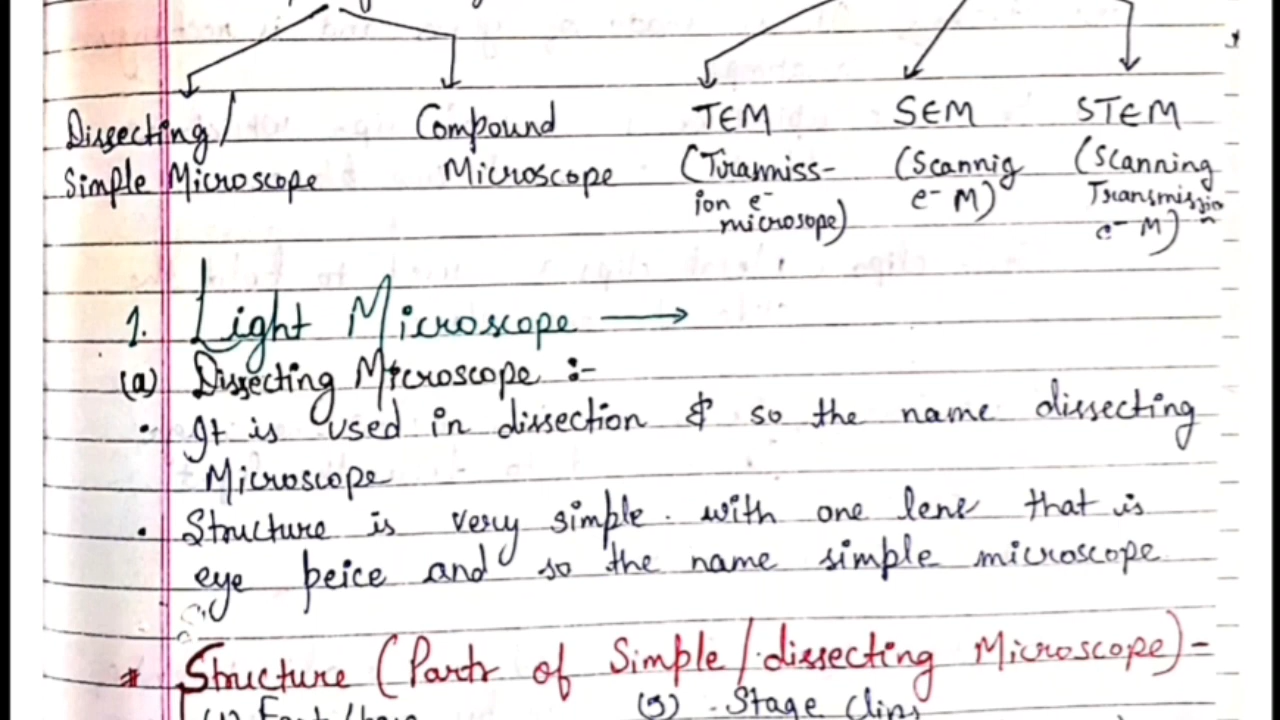 Dissecting/ Compound TEM SEM STEM
Simple Microscope Microscope (Transmiss- (Scannig (Scanning
ion e⁻ e⁻ M) Transmission
microsope) e⁻ M)
1. Light Microscope ⟶
(a) Dissecting Microscope :-
• It is used in dissection & so the name dissecting
Microscope
• Structure is very simple. with one lens that is
eye peice and so the name simple microscope
* Structure (Parts of Simple/dissecting Microscope)-
(5) Stage Clips